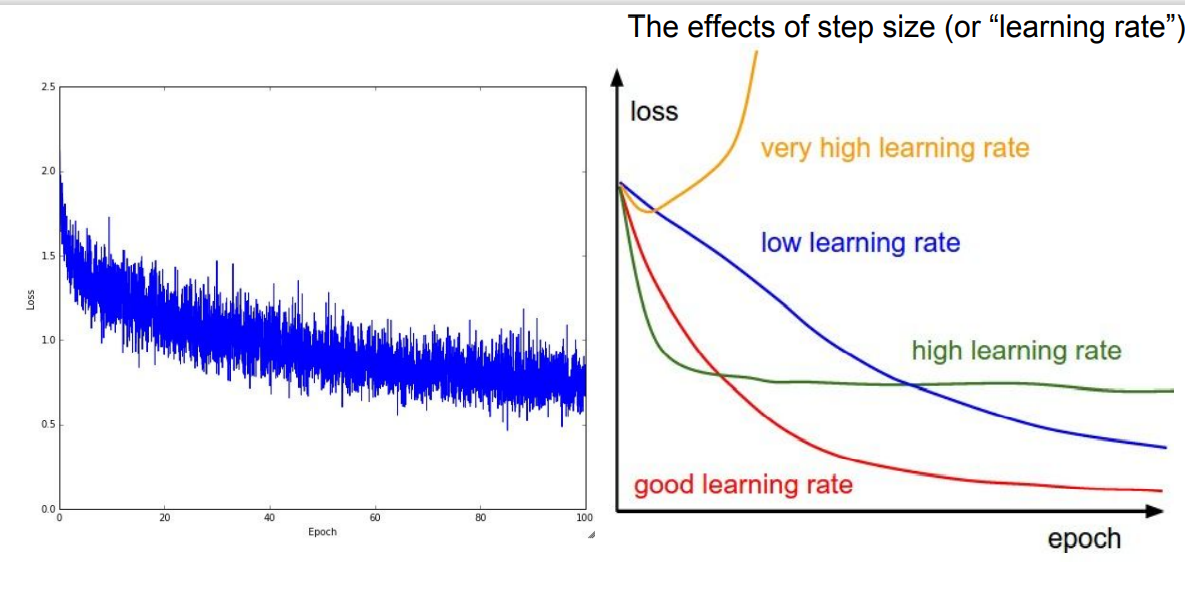 The effects of step size (or “learning rate”)
2.5
2.0
1.5
1.0
0.5
0.0
Loss
0 20 40 60 80 100
Epoch
loss
very high learning rate
low learning rate
high learning rate
good learning rate
epoch